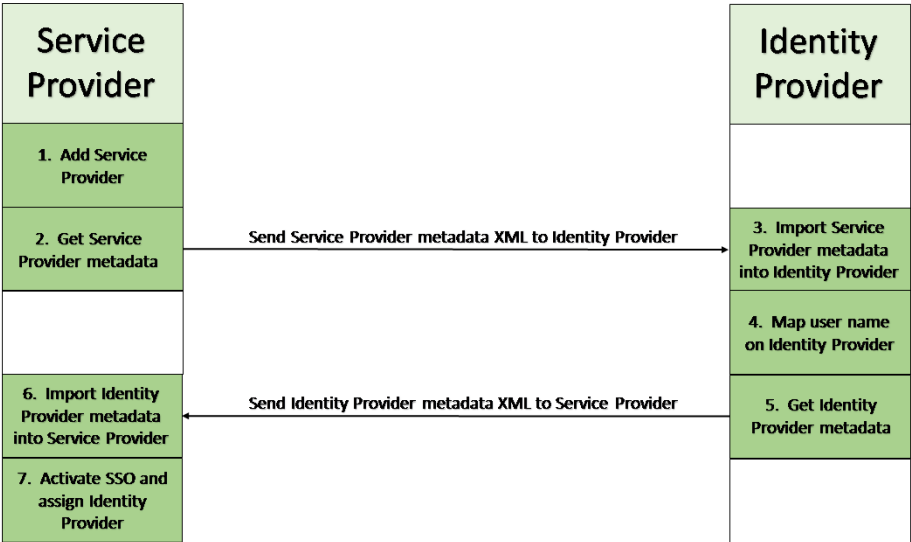 Service
Provider
Identity
Provider
1. Add Service
Provider
2. Get Service
Provider metadata
Send Service Provider metadata XML to Identity Provider
3. Import Service
Provider metadata
into Identity Provider
4. Map user name
on Identity Provider
6. Import Identity
Provider metadata
into Service Provider
Send Identity Provider metadata XML to Service Provider
5. Get Identity
Provider metadata
7. Activate SSO and
assign Identity
Provider